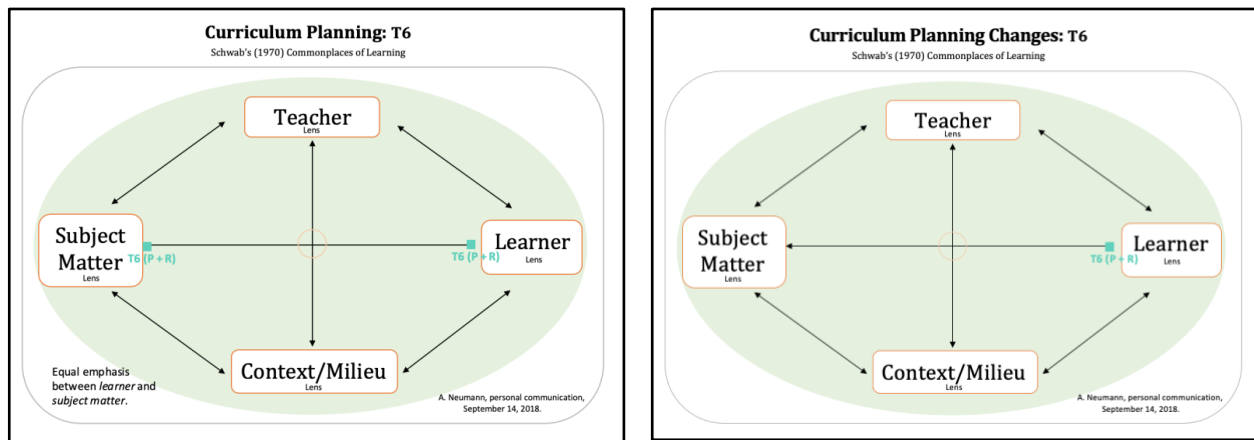 Curriculum Planning: T6
Schwab's (1970) Commonplaces of Learning
Teacher
Lens
Subject
Matter
Lens
T6 (P + R)
T6 (P + R)
Learner
Lens
Context/Milieu
Lens
Equal emphasis
between learner and
subject matter.
A. Neumann, personal communication,
September 14, 2018.
Curriculum Planning Changes: T6
Schwab's (1970) Commonplaces of Learning
Teacher
Lens
Subject
Matter
Lens
T6 (P + R)
Learner
Lens
Context/Milieu
Lens
A. Neumann, personal communication,
September 14, 2018.